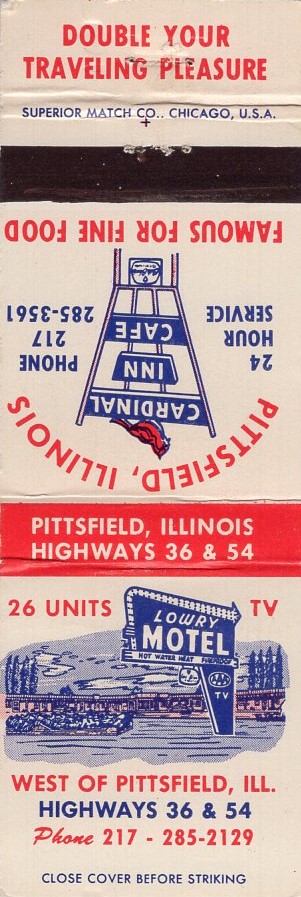 DOUBLE YOUR
TRAVELING PLEASURE
SUPERIOR MATCH CO., CHICAGO, U.S.A.
PITTSFIELD, ILLINOIS
CARDINAL
INN
CAFE
24
HOUR
SERVICE
PHONE
217
285-3561
FAMOUS FOR FINE FOOD
PITTSFIELD, ILLINOIS
HIGHWAYS 36 & 54
26 UNITS
TV
LOWRY
MOTEL
HOT WATER HEAT
AAA
TV
WEST OF PITTSFIELD, ILL.
HIGHWAYS 36 & 54
Phone 217 - 285-2129
CLOSE COVER BEFORE STRIKING